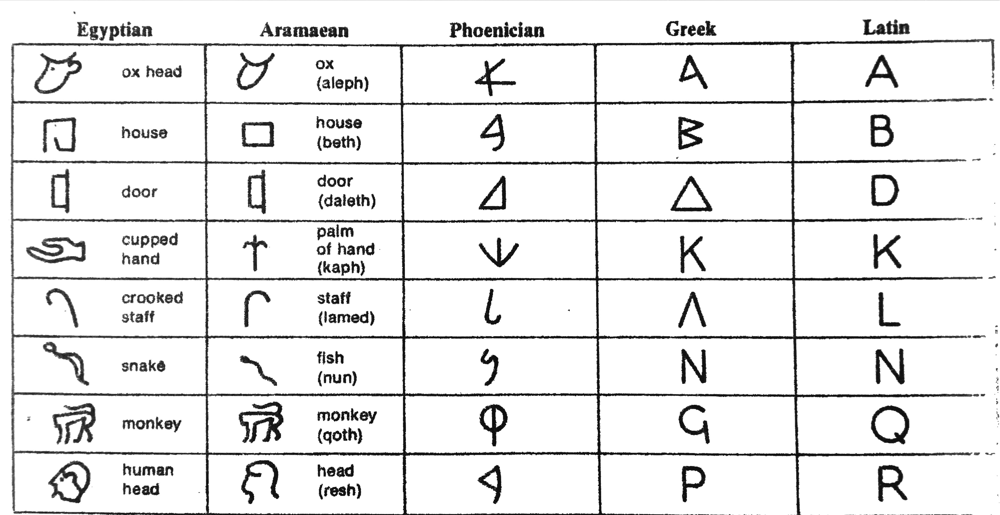 Egyptian Aramaean Phoenician Greek Latin
ox head ox (aleph) 𐤀 A A
house house (beth) 𐤁 B B
door door (daleth) 𐤃 Δ D
cupped hand palm of hand (kaph) 𐤊 K K
crooked staff staff (lamed) 𐤋 Λ L
snake fish (nun) 𐤍 N N
monkey monkey (qoth) 𐤒 Ϙ Q
human head head (resh) 𐤓 P R